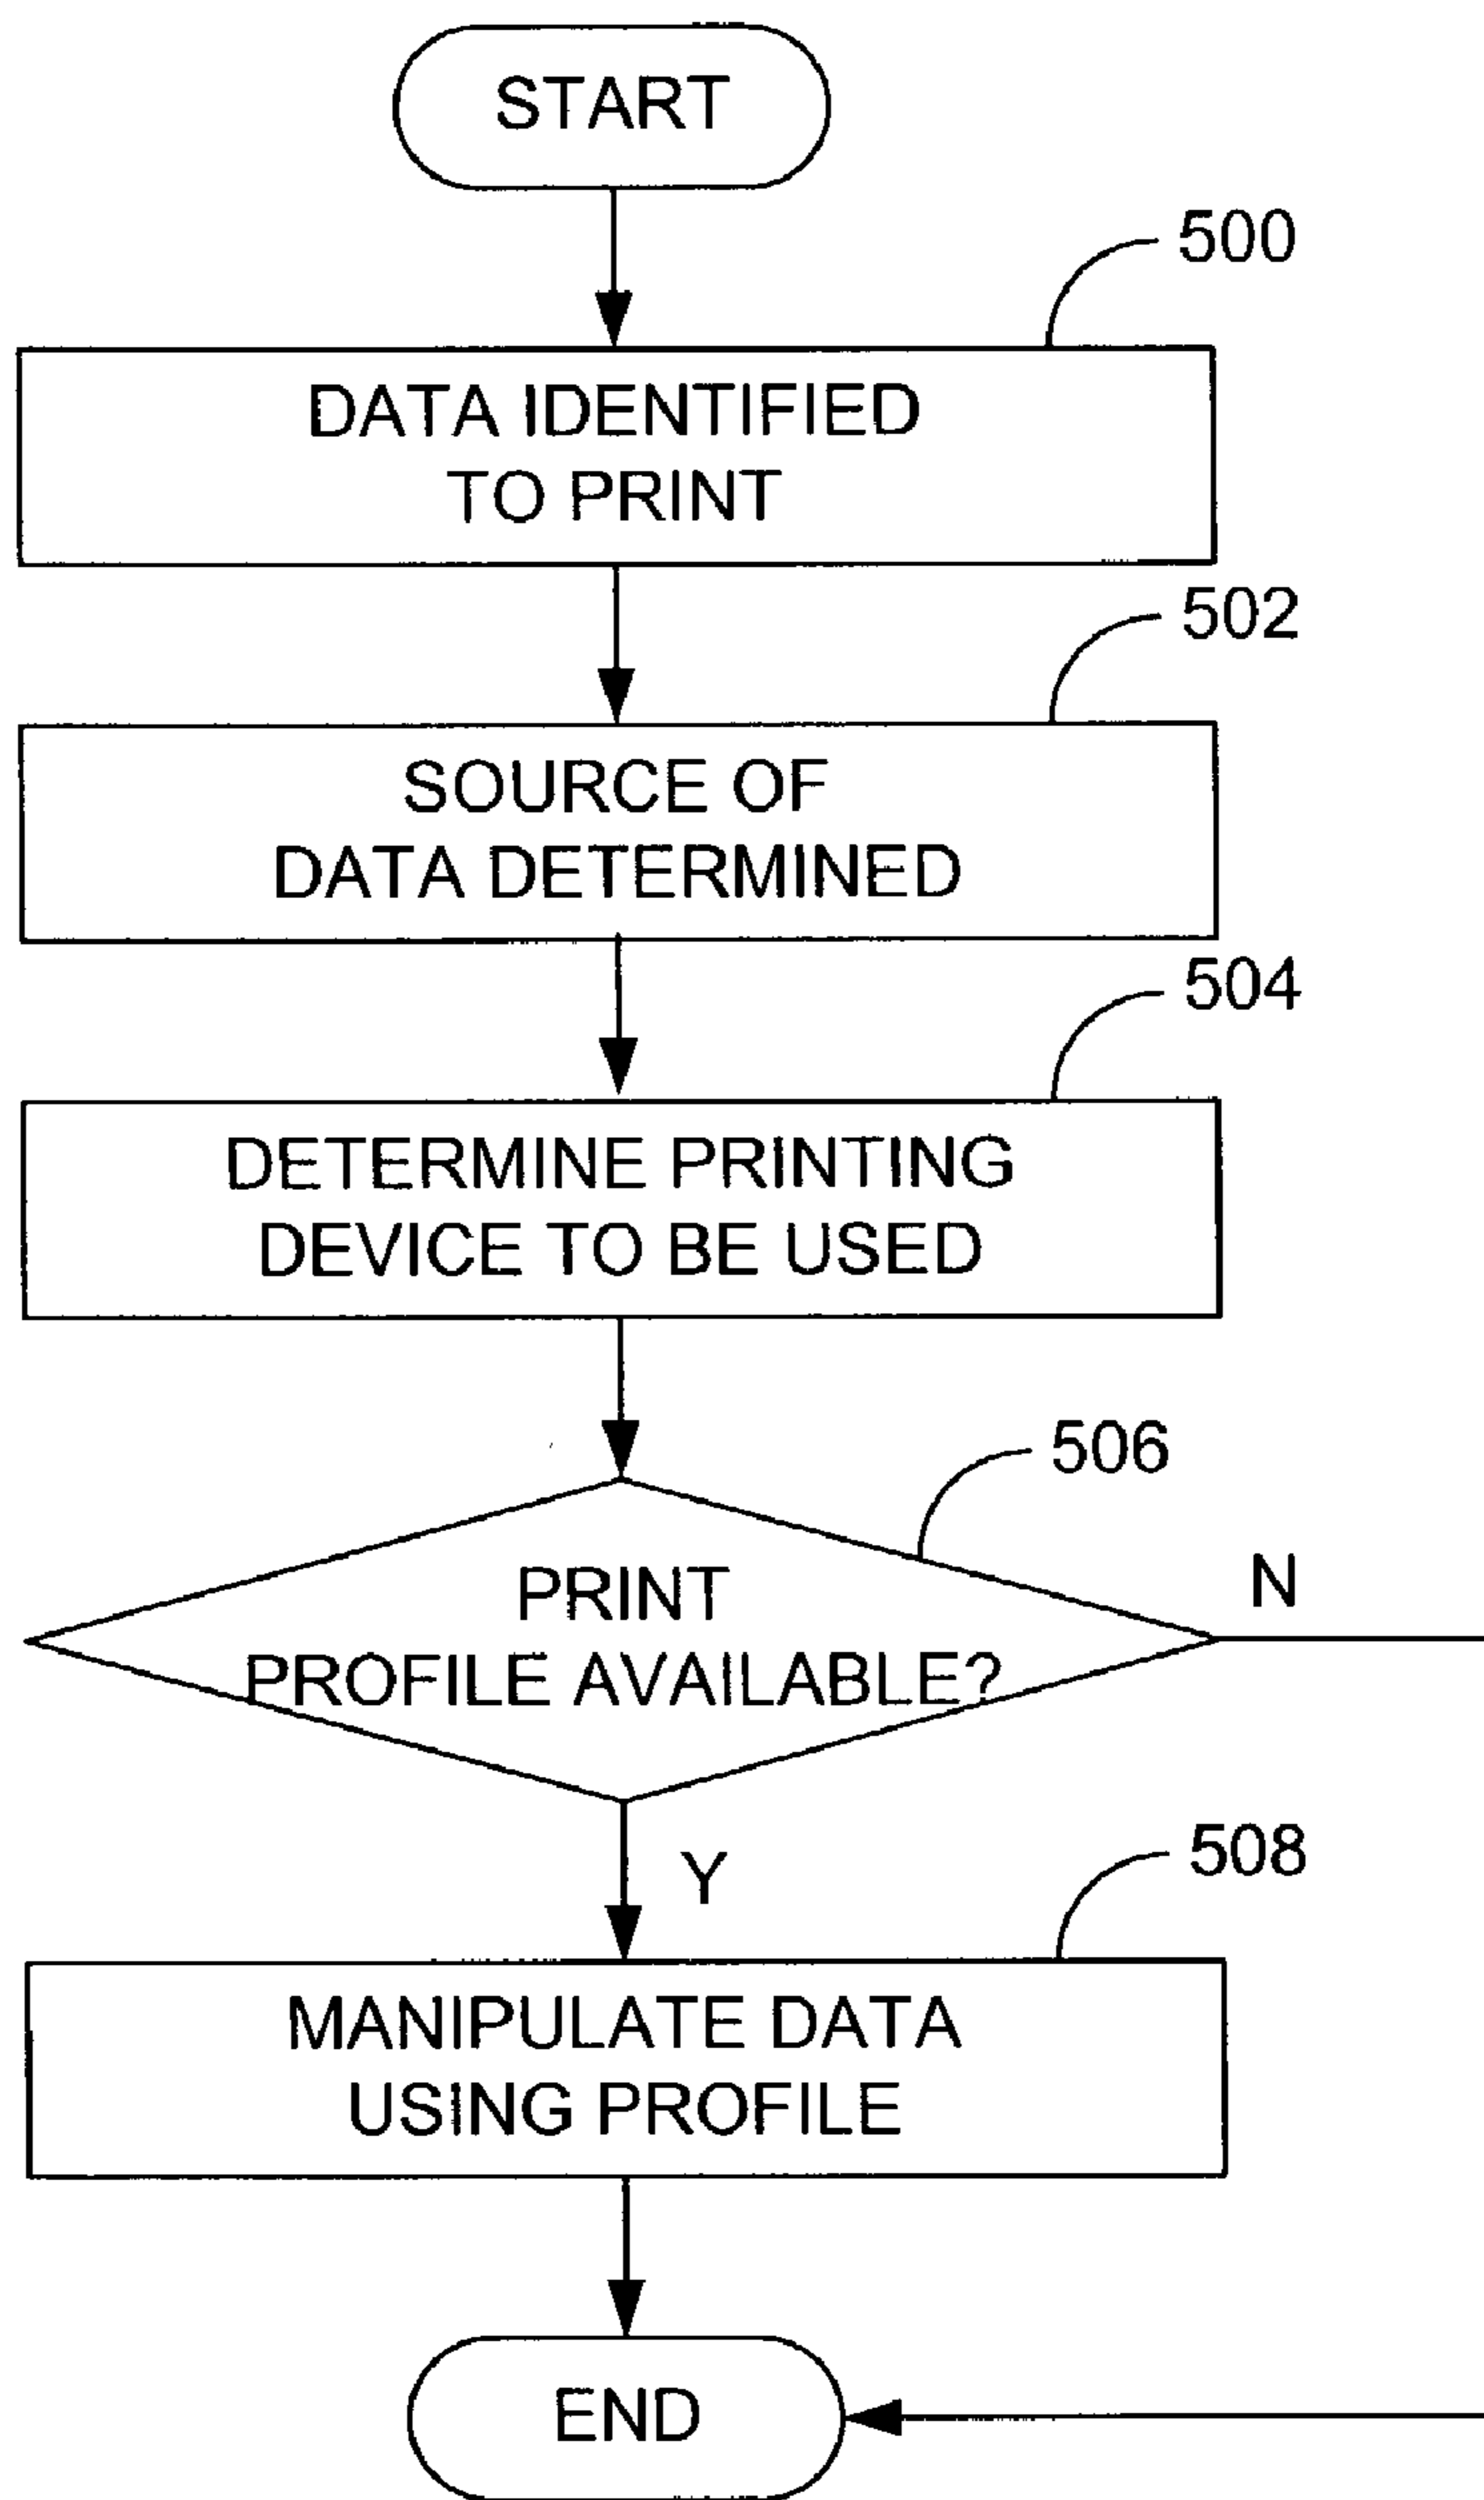 START
500
DATA IDENTIFIED
TO PRINT
502
SOURCE OF
DATA DETERMINED
504
DETERMINE PRINTING
DEVICE TO BE USED
506
PRINT
PROFILE AVAILABLE?
N
Y
508
MANIPULATE DATA
USING PROFILE
END